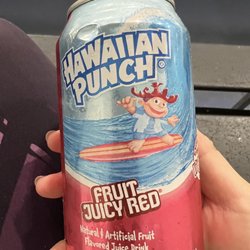 HAWAIIAN
PUNCH®
FRUIT
JUICY RED®
Natural & Artificial Fruit
Flavored Juice Drink